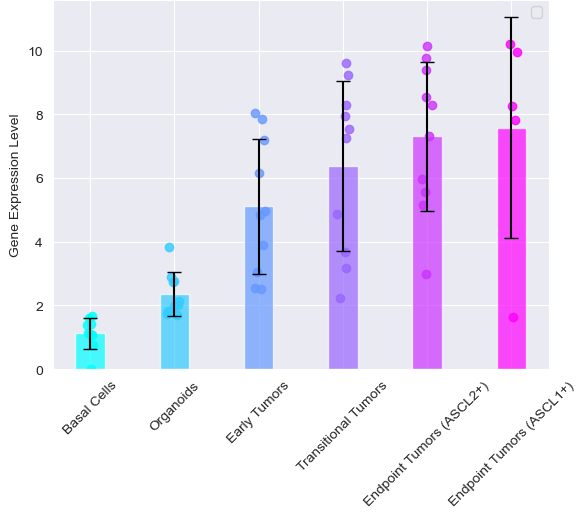 10
8
6
4
2
0
Gene Expression Level
Basal Cells
Organoids
Early Tumors
Transitional Tumors
Endpoint Tumors (ASCL2+)
Endpoint Tumors (ASCL1+)